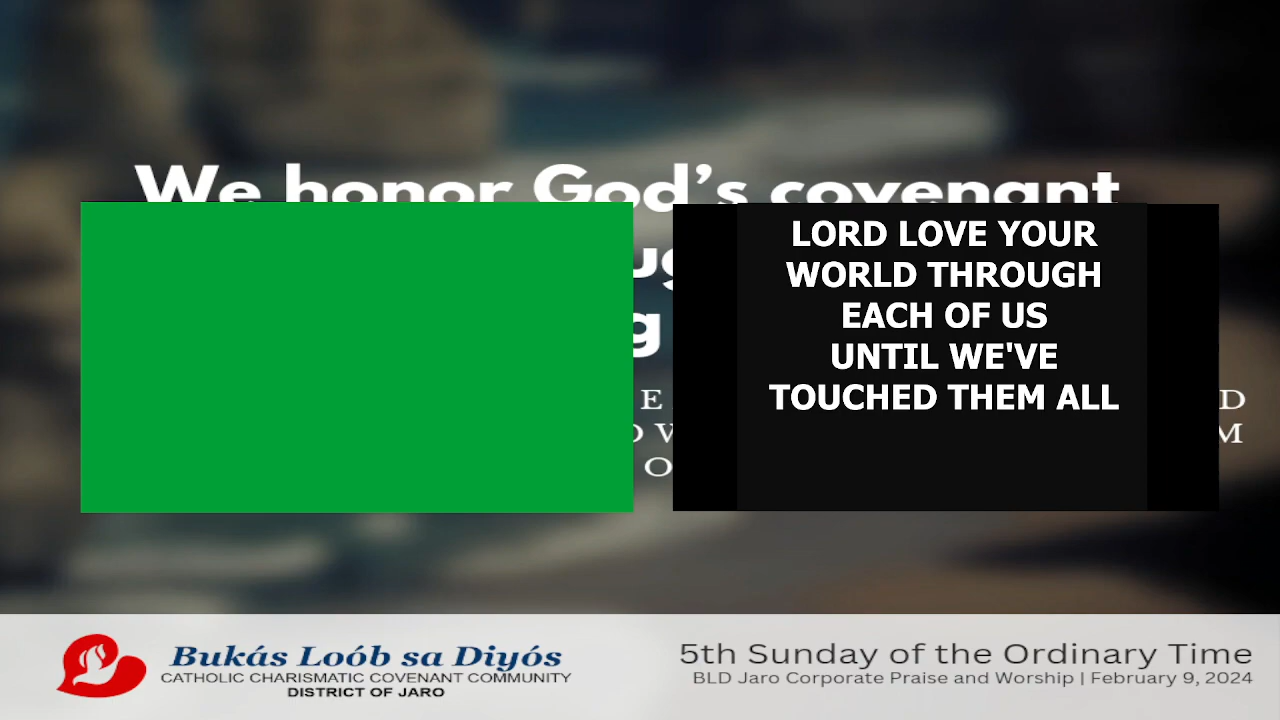 We honor God's covenant
LORD LOVE YOUR
WORLD THROUGH
EACH OF US
UNTIL WE'VE
TOUCHED THEM ALL
Bukás Loób sa Diyós
CATHOLIC CHARISMATIC COVENANT COMMUNITY
DISTRICT OF JARO
5th Sunday of the Ordinary Time
BLD Jaro Corporate Praise and Worship | February 9, 2024